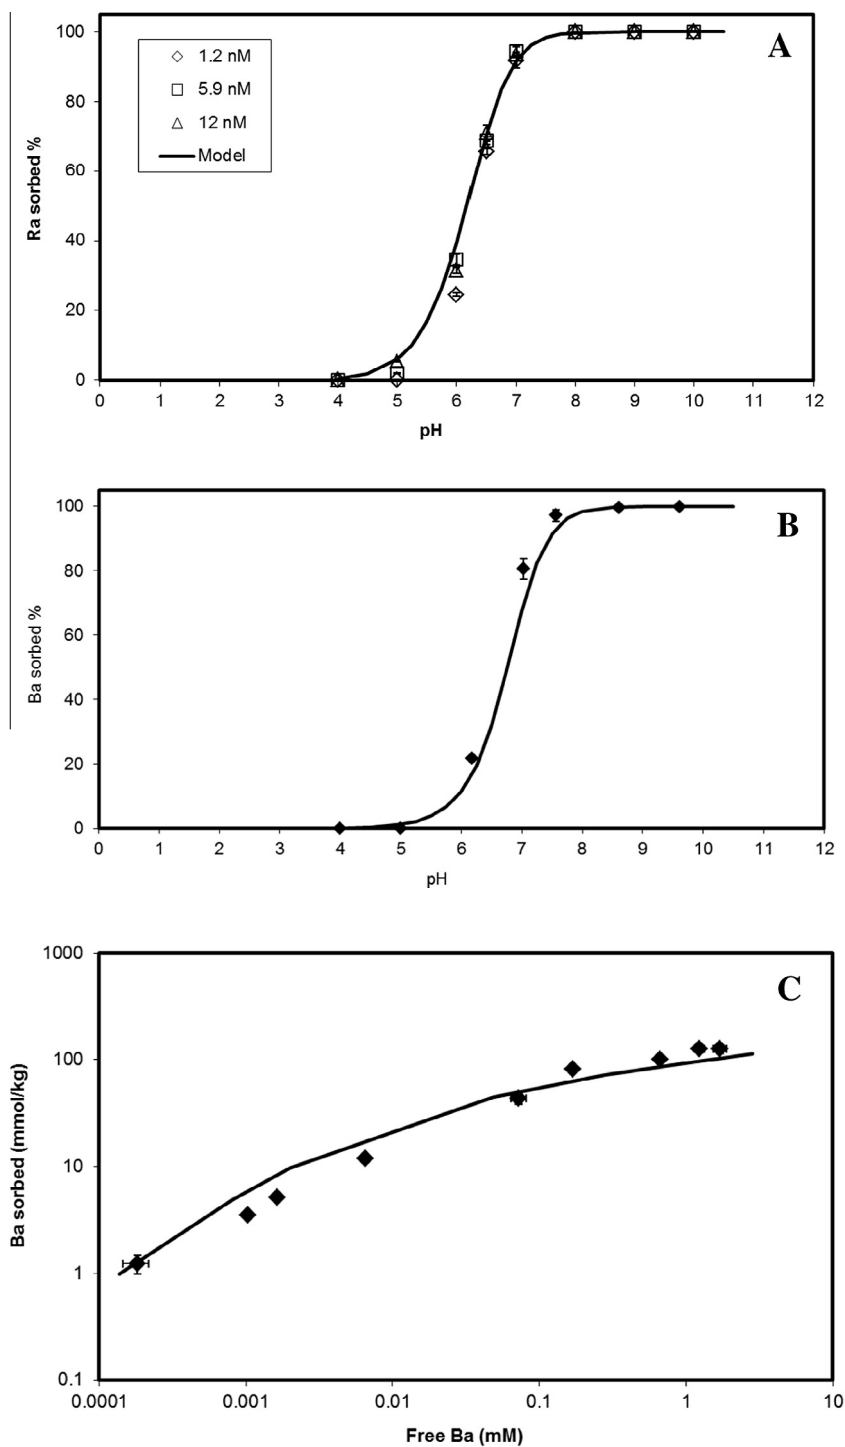 A
100
80
60
40
20
0
Ra sorbed %
1.2 nM
5.9 nM
12 nM
Model
0 1 2 3 4 5 6 7 8 9 10 11 12
pH
B
100
80
60
40
20
0
Ba sorbed %
0 1 2 3 4 5 6 7 8 9 10 11 12
pH
C
1000
100
10
1
0.1
Ba sorbed (mmol/kg)
0.0001 0.001 0.01 0.1 1 10
Free Ba (mM)